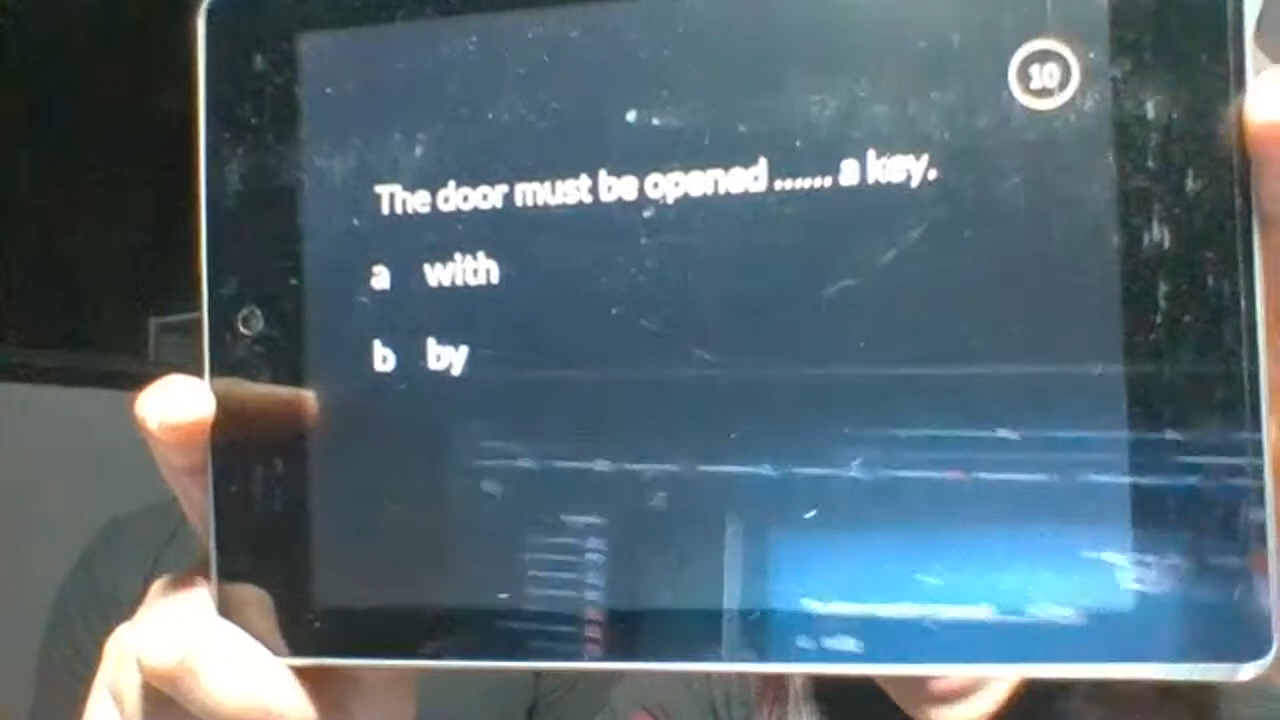 10
The door must be opened ...... a key.
a with
b by